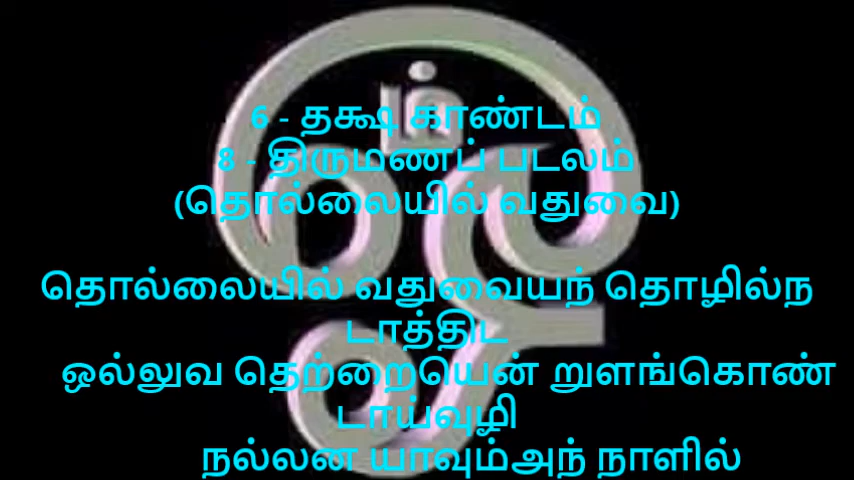 6 - தக்ஷ காண்டம்
8 - திருமணப் படலம்
(தொல்லையில் வதுவை)
தொல்லையில் வதுவையந் தொழில்ந
டாத்திட
ஒல்லுவ தெற்றையென் றுளங்கொண்
டாய்வுழி
நல்லன யாவும்அந் நாளில்